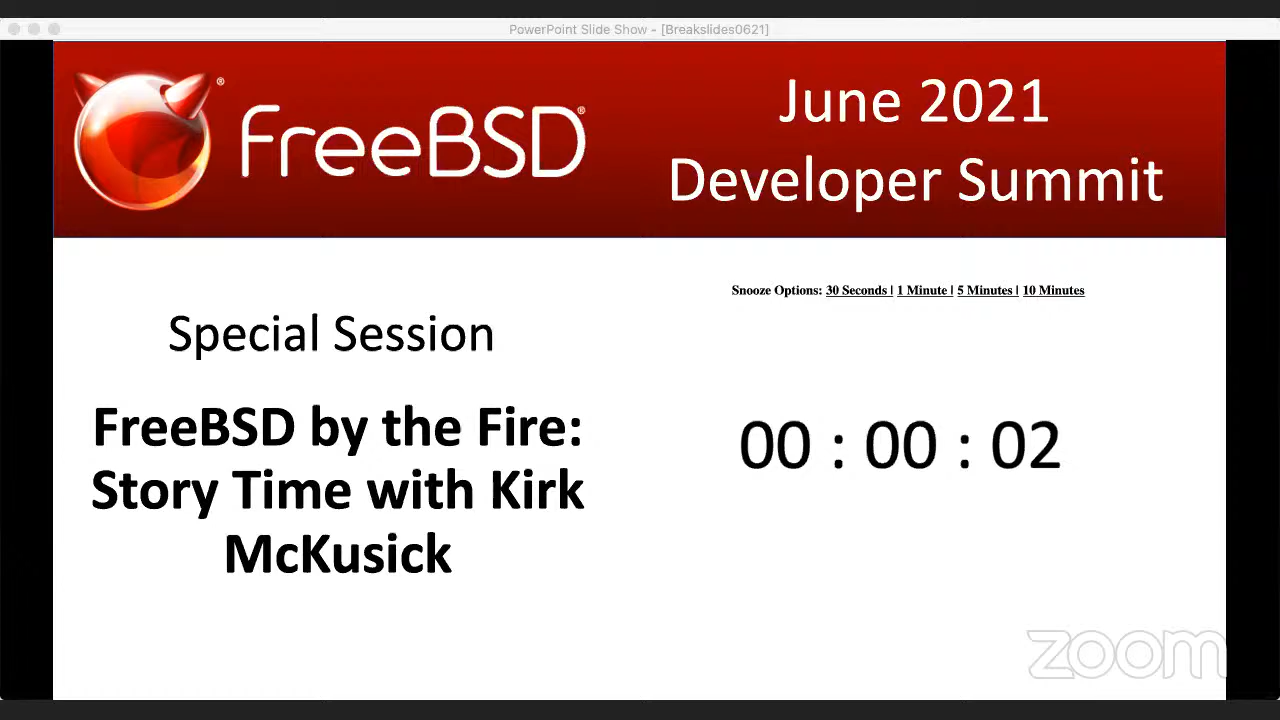 PowerPoint Slide Show - [Breakslides0621]
FreeBSD®
®
June 2021
Developer Summit
Snooze Options: 30 Seconds | 1 Minute | 5 Minutes | 10 Minutes
Special Session
FreeBSD by the Fire:
Story Time with Kirk
McKusick
00 : 00 : 02
zoom